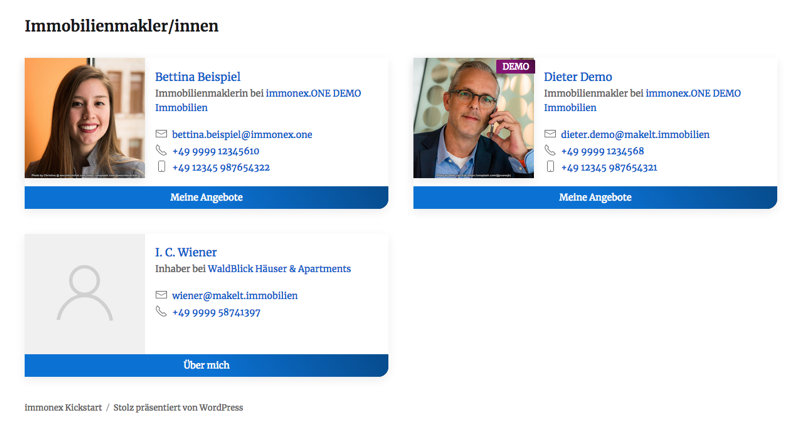 Immobilienmakler/innen
Bettina Beispiel
Immobilienmaklerin bei immonex.ONE DEMO
Immobilien
bettina.beispiel@immonex.one
+49 9999 12345610
+49 12345 987654322
Meine Angebote
DEMO
Dieter Demo
Immobilienmakler bei immonex.ONE DEMO
Immobilien
dieter.demo@makelt.immobilien
+49 9999 1234568
+49 12345 987654321
Meine Angebote
I. C. Wiener
Inhaber bei WaldBlick Häuser & Apartments
wiener@makelt.immobilien
+49 9999 58741397
Über mich
immonex Kickstart / Stolz präsentiert von WordPress